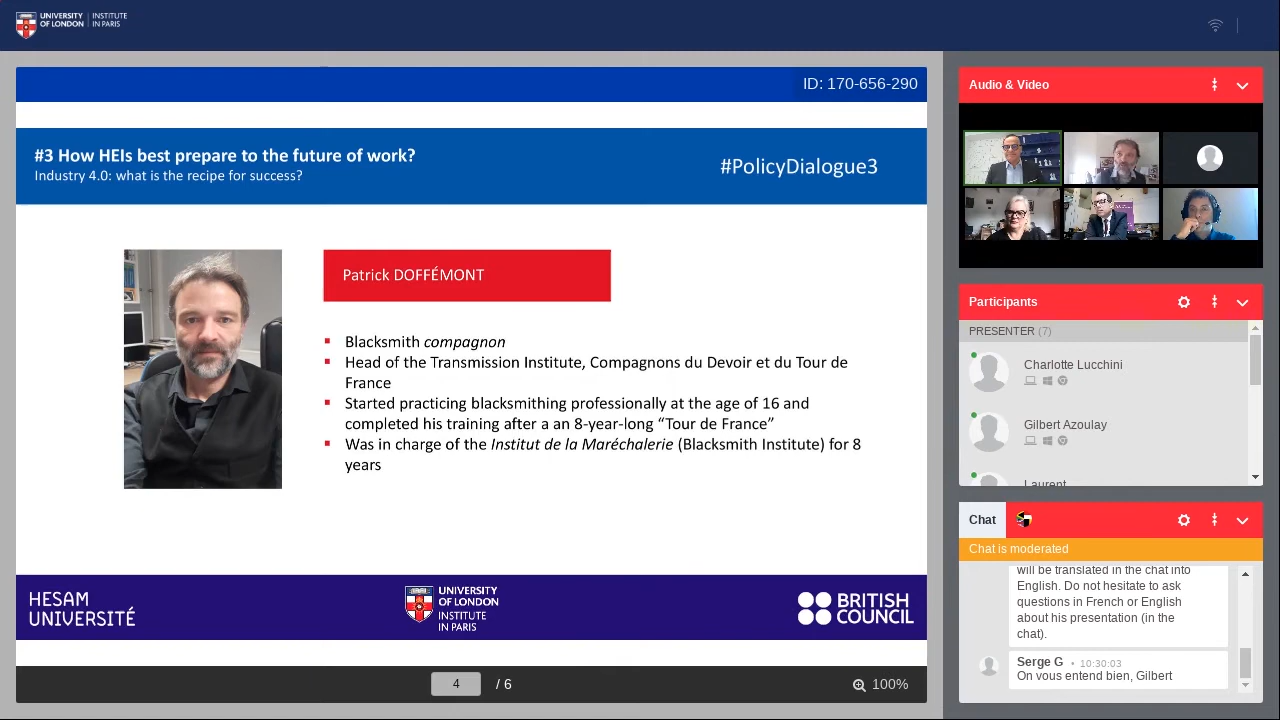 UNIVERSITY OF LONDON
INSTITUTE IN PARIS
ID: 170-656-290
#3 How HEIs best prepare to the future of work?
Industry 4.0: what is the recipe for success?
#PolicyDialogue3
Patrick DOFFÉMONT
Blacksmith compagnon
Head of the Transmission Institute, Compagnons du Devoir et du Tour de
France
Started practicing blacksmithing professionally at the age of 16 and
completed his training after a an 8-year-long “Tour de France”
Was in charge of the Institut de la Maréchalerie (Blacksmith Institute) for 8
years
HESAM
UNIVERSITÉ
UNIVERSITY
OF LONDON
INSTITUTE
IN PARIS
BRITISH
COUNCIL
4 / 6
100%
Audio & Video
Participants
PRESENTER (7)
Charlotte Lucchini
Gilbert Azoulay
Laurent
Chat
Chat is moderated
will be translated in the chat into
English. Do not hesitate to ask
questions in French or English
about his presentation (in the
chat).
Serge G • 10:30:03
On vous entend bien, Gilbert